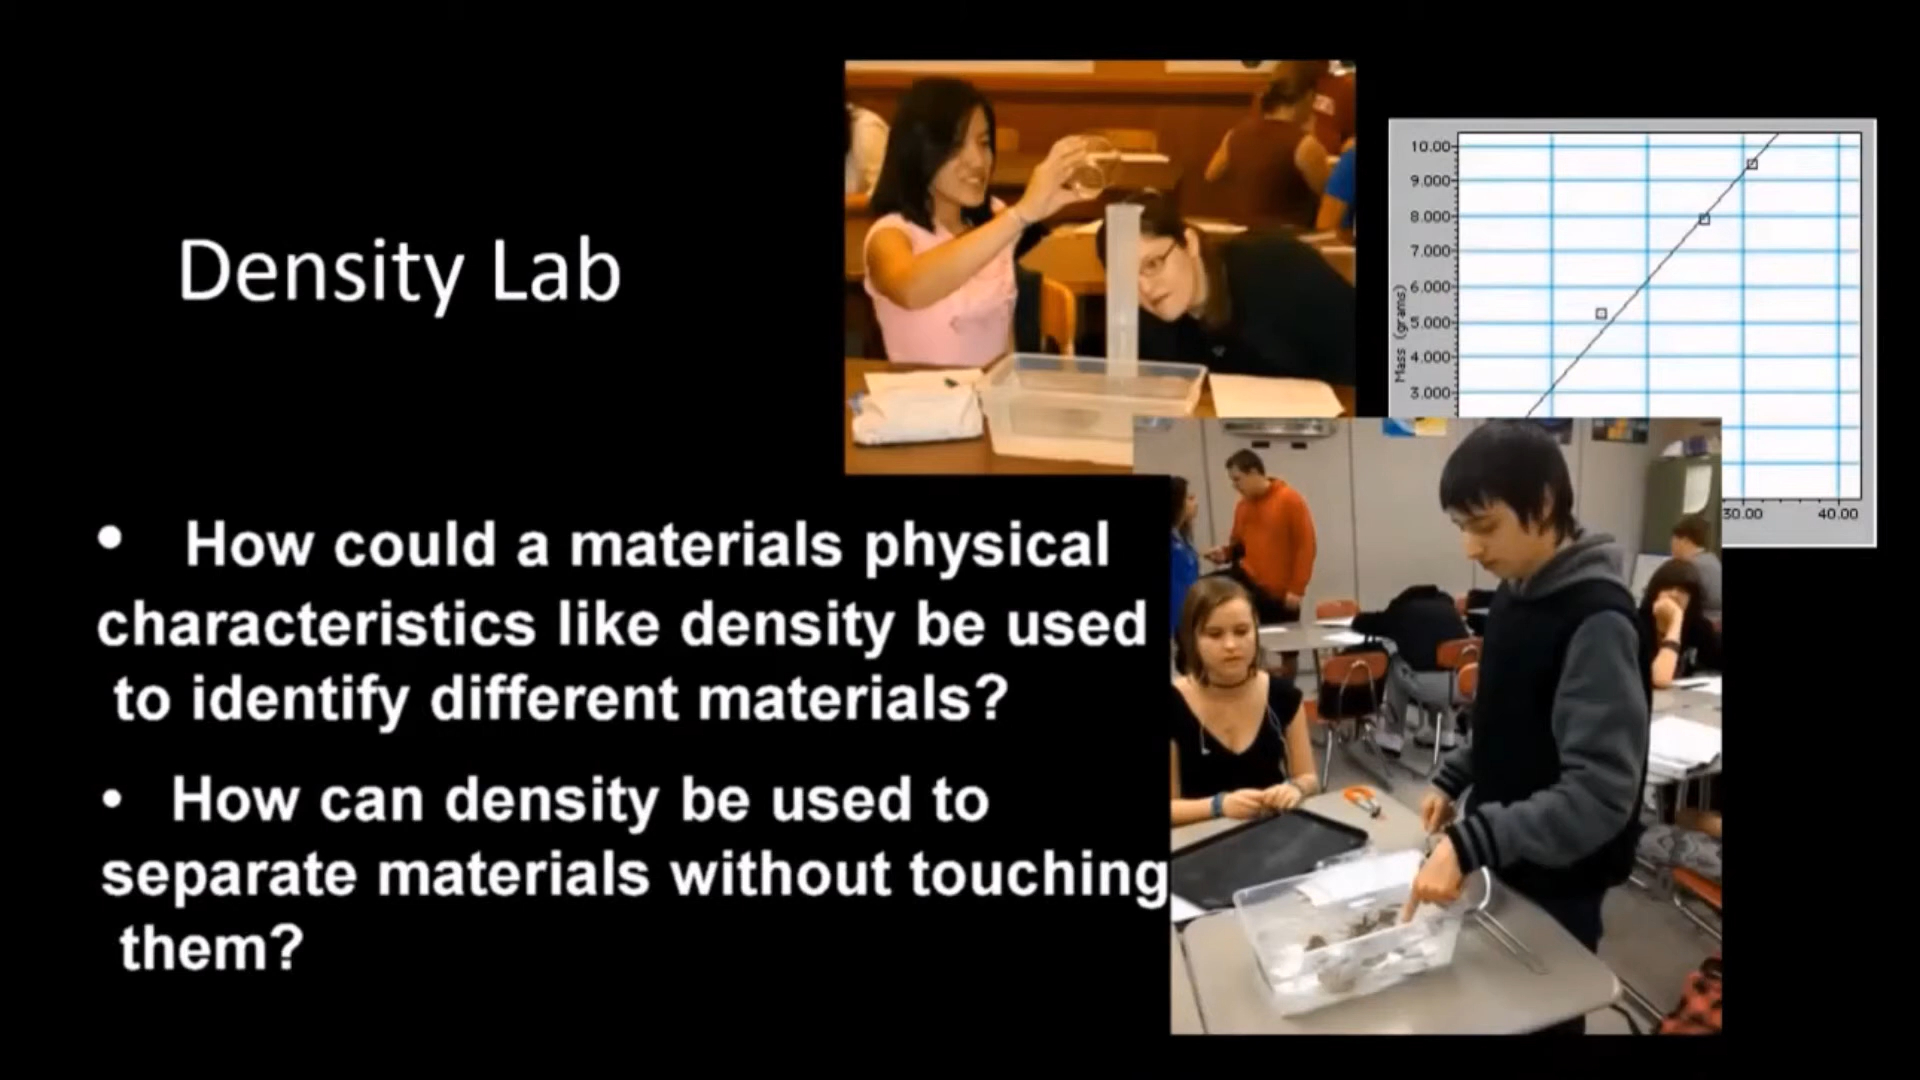 Density Lab
• How could a materials physical
characteristics like density be used
to identify different materials?
• How can density be used to
separate materials without touching
them?
10.00
9.000
8.000
7.000
6.000
5.000
4.000
3.000
Mass (grams)
30.00 40.00